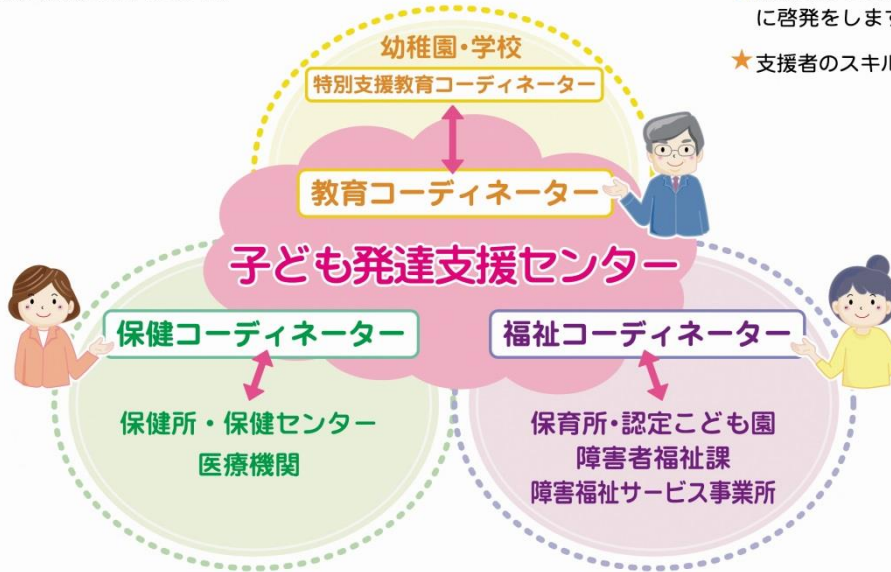 に啓発をします
★支援者のスキル
幼稚園・学校
特別支援教育コーディネーター
教育コーディネーター
子ども発達支援センター
保健コーディネーター
福祉コーディネーター
保健所・保健センター
医療機関
保育所・認定こども園
障害者福祉課
障害福祉サービス事業所